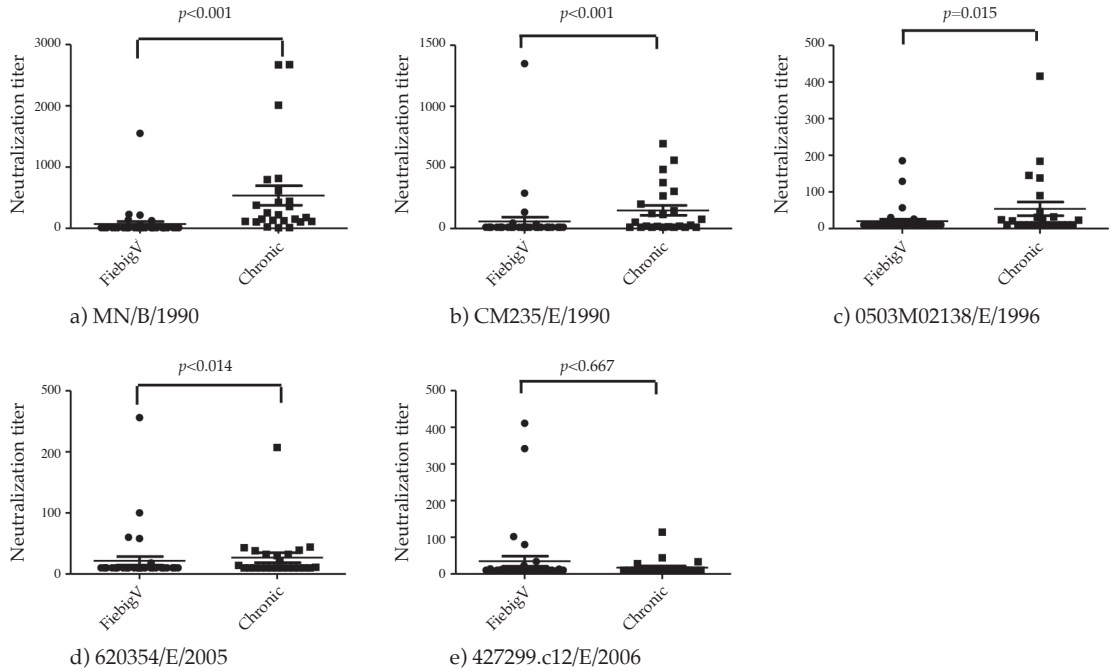 p<0.001
Neutralization titer
3000
2000
1000
0
FiebigV
Chronic
a) MN/B/1990
p<0.001
Neutralization titer
1500
1000
500
0
FiebigV
Chronic
b) CM235/E/1990
p=0.015
Neutralization titer
500
400
300
200
100
0
FiebigV
Chronic
c) 0503M02138/E/1996
p<0.014
Neutralization titer
500
200
100
0
FiebigV
Chronic
d) 620354/E/2005
p<0.667
Neutralization titer
500
400
300
200
100
0
FiebigV
Chronic
e) 427299.c12/E/2006